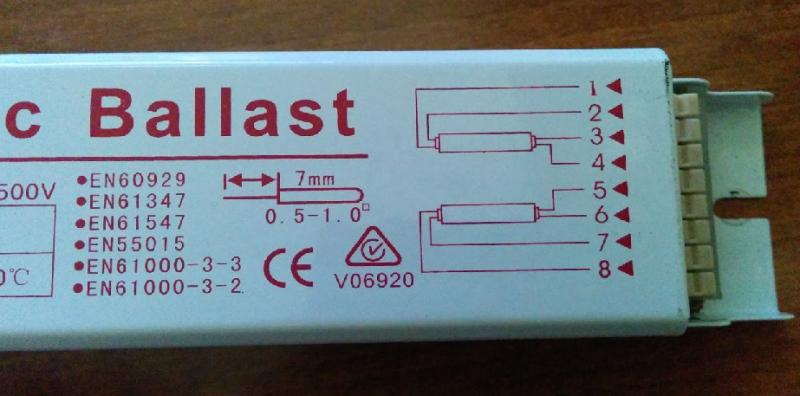 c Ballast
500V
0℃
•EN60929
•EN61347
•EN61547
•EN55015
•EN61000-3-3
•EN61000-3-2
7mm
0.5-1.0□
CE
V06920
1
2
3
4
5
6
7
8